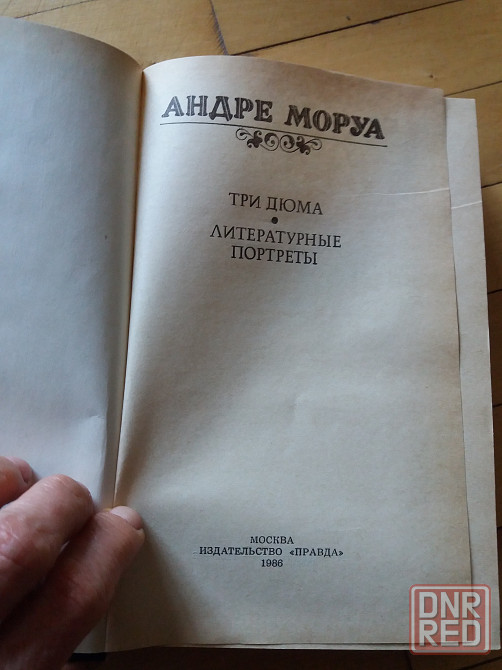 АНДРЕ МОРУА
ТРИ ДЮМА
ЛИТЕРАТУРНЫЕ
ПОРТРЕТЫ
МОСКВА
ИЗДАТЕЛЬСТВО «ПРАВДА»
1986
DNR
RED